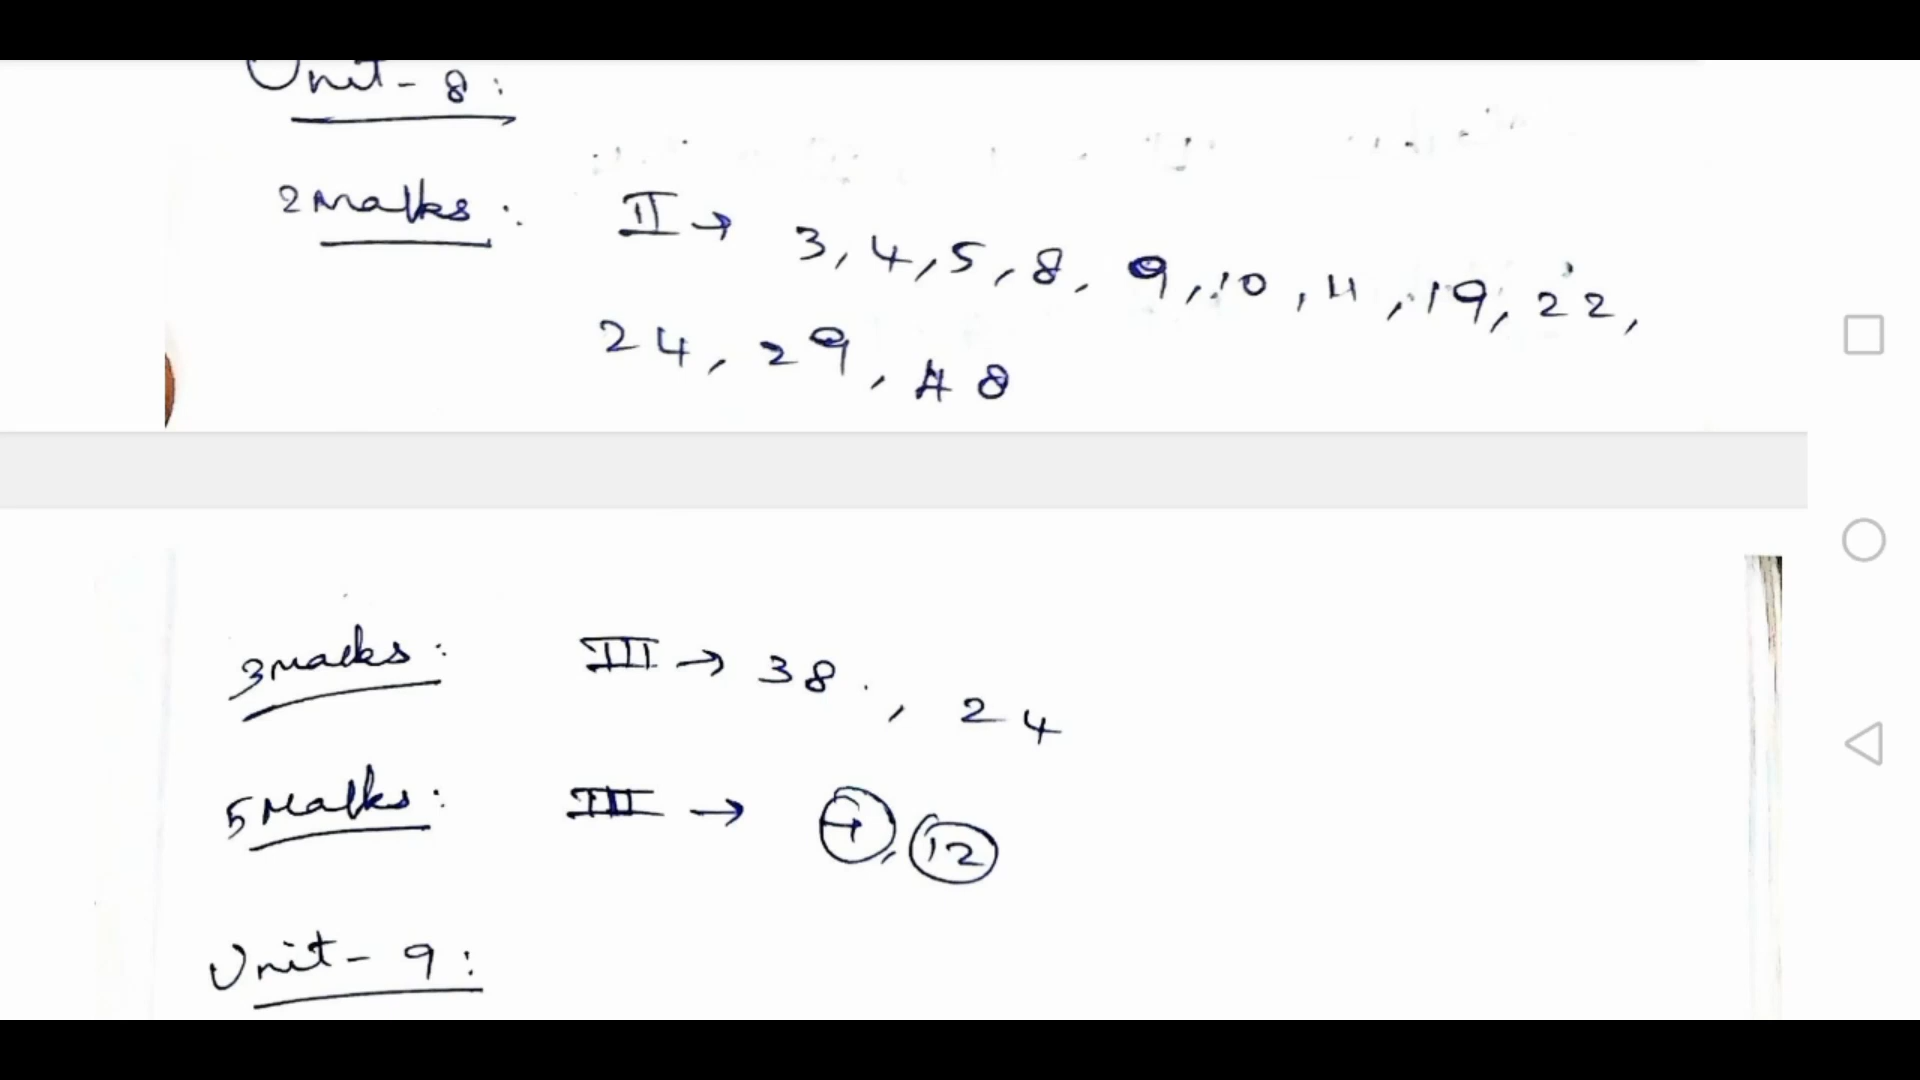 Unit - 8 :
2 Marks : II → 3, 4, 5, 8, 9, 10, 11, 19, 22,
24, 29, 48
3 marks : III → 38 , 24
5 Marks : III → 7, 12
Unit - 9 :